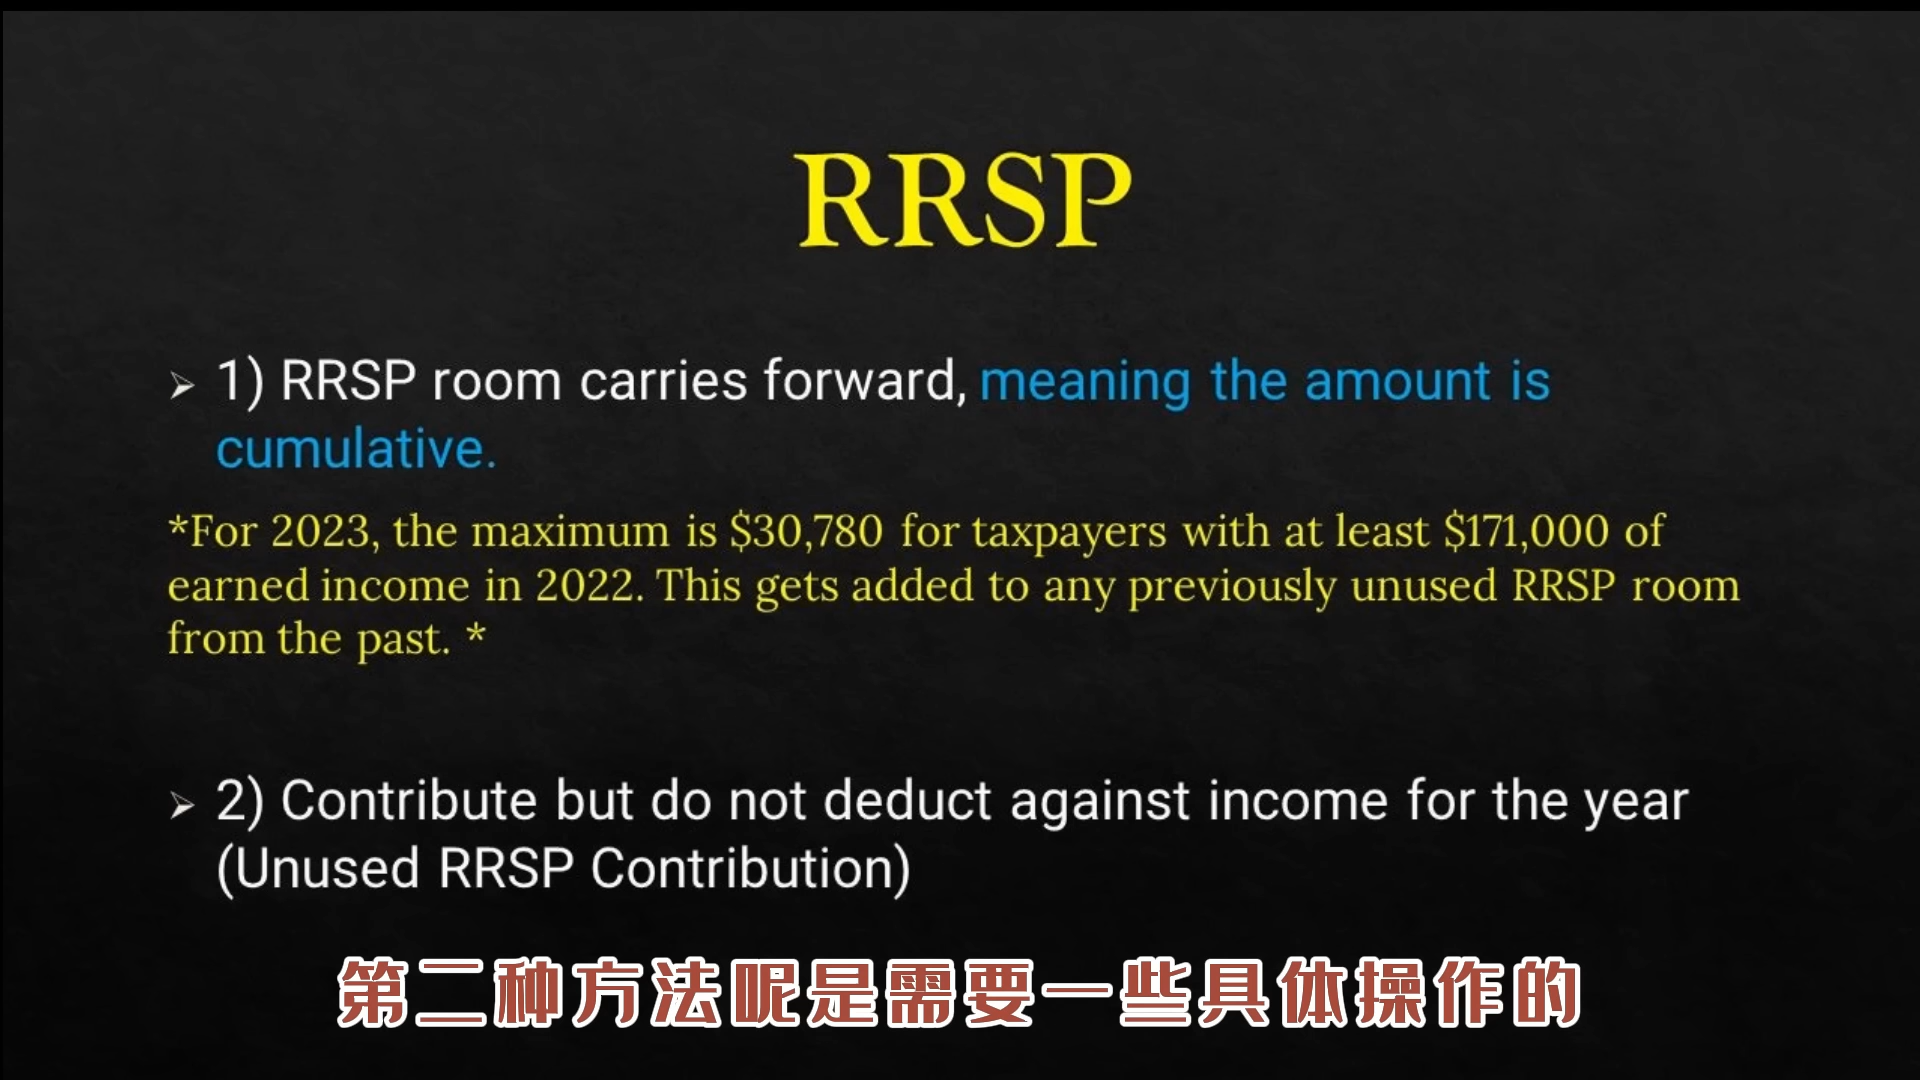 RRSP
➢ 1) RRSP room carries forward, meaning the amount is
cumulative.
*For 2023, the maximum is $30,780 for taxpayers with at least $171,000 of
earned income in 2022. This gets added to any previously unused RRSP room
from the past. *
➢ 2) Contribute but do not deduct against income for the year
(Unused RRSP Contribution)
第二种方法呢是需要一些具体操作的